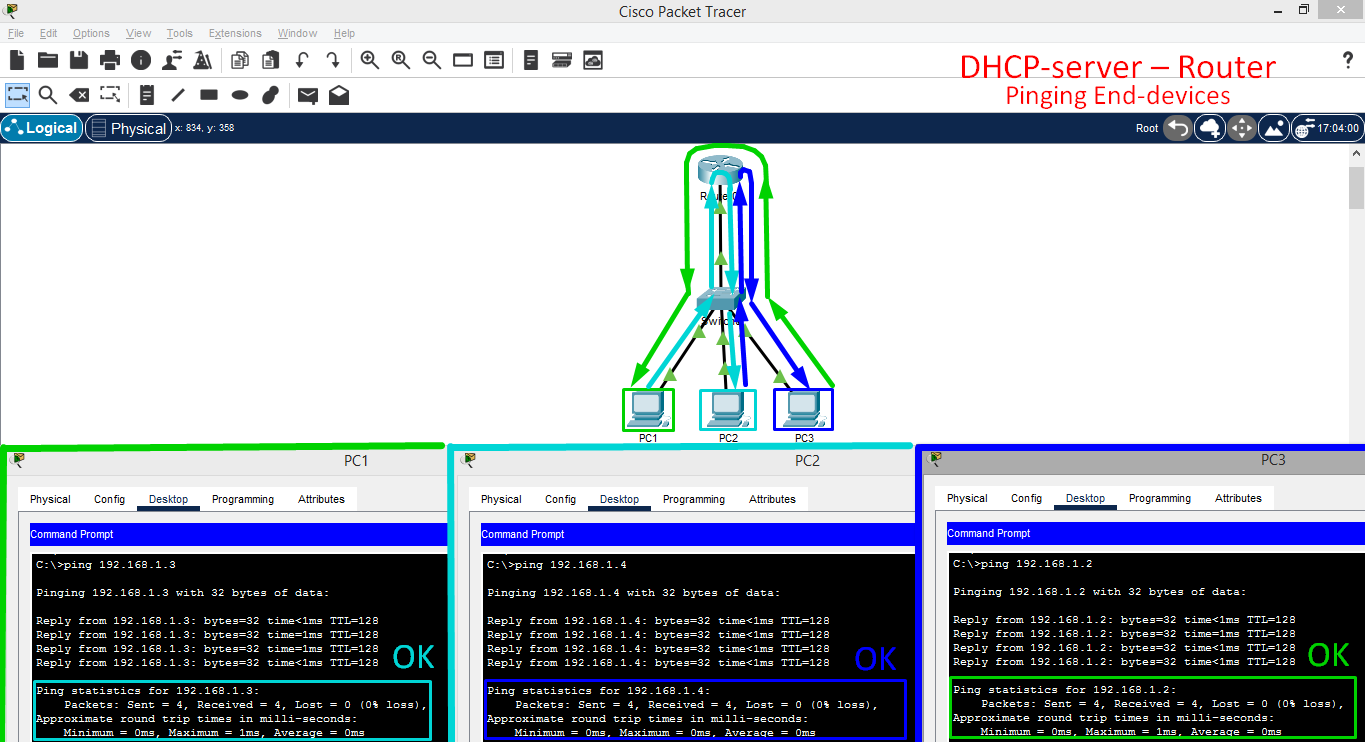 Cisco Packet Tracer
File Edit Options View Tools Extensions Window Help
DHCP-server – Router
?
Pinging End-devices
Logical Physical x: 834, y: 358 Root 17:04:00
PC1 PC2 PC3
PC1
Physical Config Desktop Programming Attributes
Command Prompt
C:\>ping 192.168.1.3
Pinging 192.168.1.3 with 32 bytes of data:
Reply from 192.168.1.3: bytes=32 time<1ms TTL=128
Reply from 192.168.1.3: bytes=32 time<1ms TTL=128
Reply from 192.168.1.3: bytes=32 time<1ms TTL=128
Reply from 192.168.1.3: bytes=32 time<1ms TTL=128
OK
Ping statistics for 192.168.1.3:
Packets: Sent = 4, Received = 4, Lost = 0 (0% loss),
Approximate round trip times in milli-seconds:
Minimum = 0ms, Maximum = 1ms, Average = 0ms
PC2
Physical Config Desktop Programming Attributes
Command Prompt
C:\>ping 192.168.1.4
Pinging 192.168.1.4 with 32 bytes of data:
Reply from 192.168.1.4: bytes=32 time<1ms TTL=128
Reply from 192.168.1.4: bytes=32 time<1ms TTL=128
Reply from 192.168.1.4: bytes=32 time<1ms TTL=128
Reply from 192.168.1.4: bytes=32 time<1ms TTL=128
OK
Ping statistics for 192.168.1.4:
Packets: Sent = 4, Received = 4, Lost = 0 (0% loss),
Approximate round trip times in milli-seconds:
Minimum = 0ms, Maximum = 0ms, Average = 0ms
PC3
Physical Config Desktop Programming Attributes
Command Prompt
C:\>ping 192.168.1.2
Pinging 192.168.1.2 with 32 bytes of data:
Reply from 192.168.1.2: bytes=32 time<1ms TTL=128
Reply from 192.168.1.2: bytes=32 time<1ms TTL=128
Reply from 192.168.1.2: bytes=32 time<1ms TTL=128
Reply from 192.168.1.2: bytes=32 time<1ms TTL=128
OK
Ping statistics for 192.168.1.2:
Packets: Sent = 4, Received = 4, Lost = 0 (0% loss),
Approximate round trip times in milli-seconds:
Minimum = 0ms, Maximum = 0ms, Average = 0ms